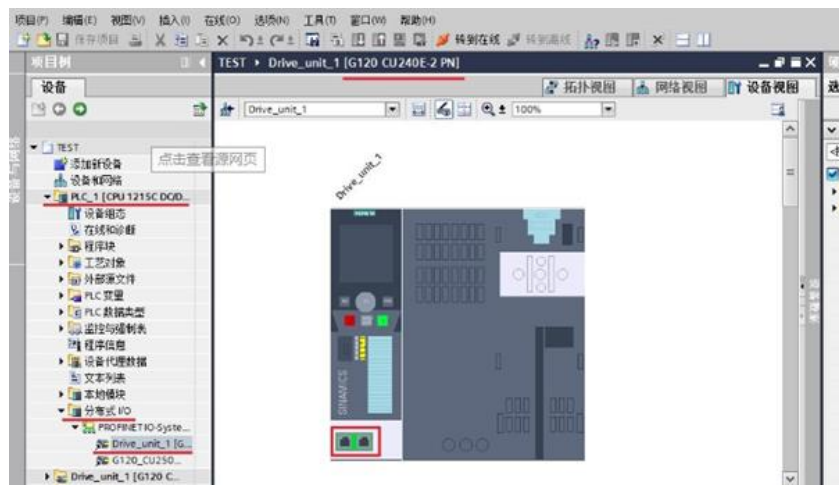 项目(P) 编辑(E) 视图(V) 插入(I) 在线(O) 选项(N) 工具(T) 窗口(W) 帮助(H)
保存项目 转到在线 转到离线
项目树
TEST ▸ Drive_unit_1 [G120 CU240E-2 PN]
设备
拓扑视图 网络视图 设备视图
Drive_unit_1 100%
TEST
添加新设备
点击查看源网页
设备和网络
PLC_1 [CPU 1215C DC/D...
设备组态
在线和诊断
程序块
工艺对象
外部源文件
PLC 变量
PLC 数据类型
监控与强制表
程序信息
设备代理数据
文本列表
本地模块
分布式 I/O
PROFINET IO-Syste...
Drive_unit_1 [G...
G120_CU250...
Drive_unit_1 [G120 C...
Drive_unit_1
SINAMICS